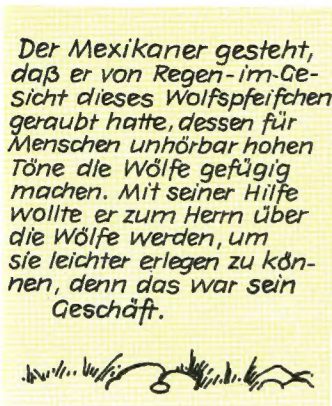 Der Mexikaner gesteht,
daß er von Regen-im-Ge-
sicht dieses Wolfspfeifchen
geraubt hatte, dessen für
Menschen unhörbar hohen
Töne die Wölfe gefügig
machen. Mit seiner Hilfe
wollte er zum Herrn über
die Wölfe werden, um
sie leichter erlegen zu kön-
nen, denn das war sein
Geschäft.